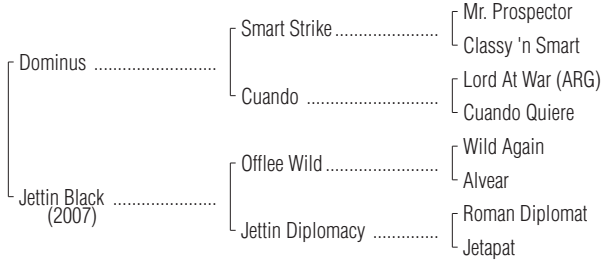 Mr. Prospector
Smart Strike ....................
Classy 'n Smart
Dominus ........................
Lord At War (ARG)
Cuando .........................
Cuando Quiere
Wild Again
Offlee Wild ......................
Alvear
Jettin Black ....................
(2007)
Roman Diplomat
Jettin Diplomacy .............
Jetapat